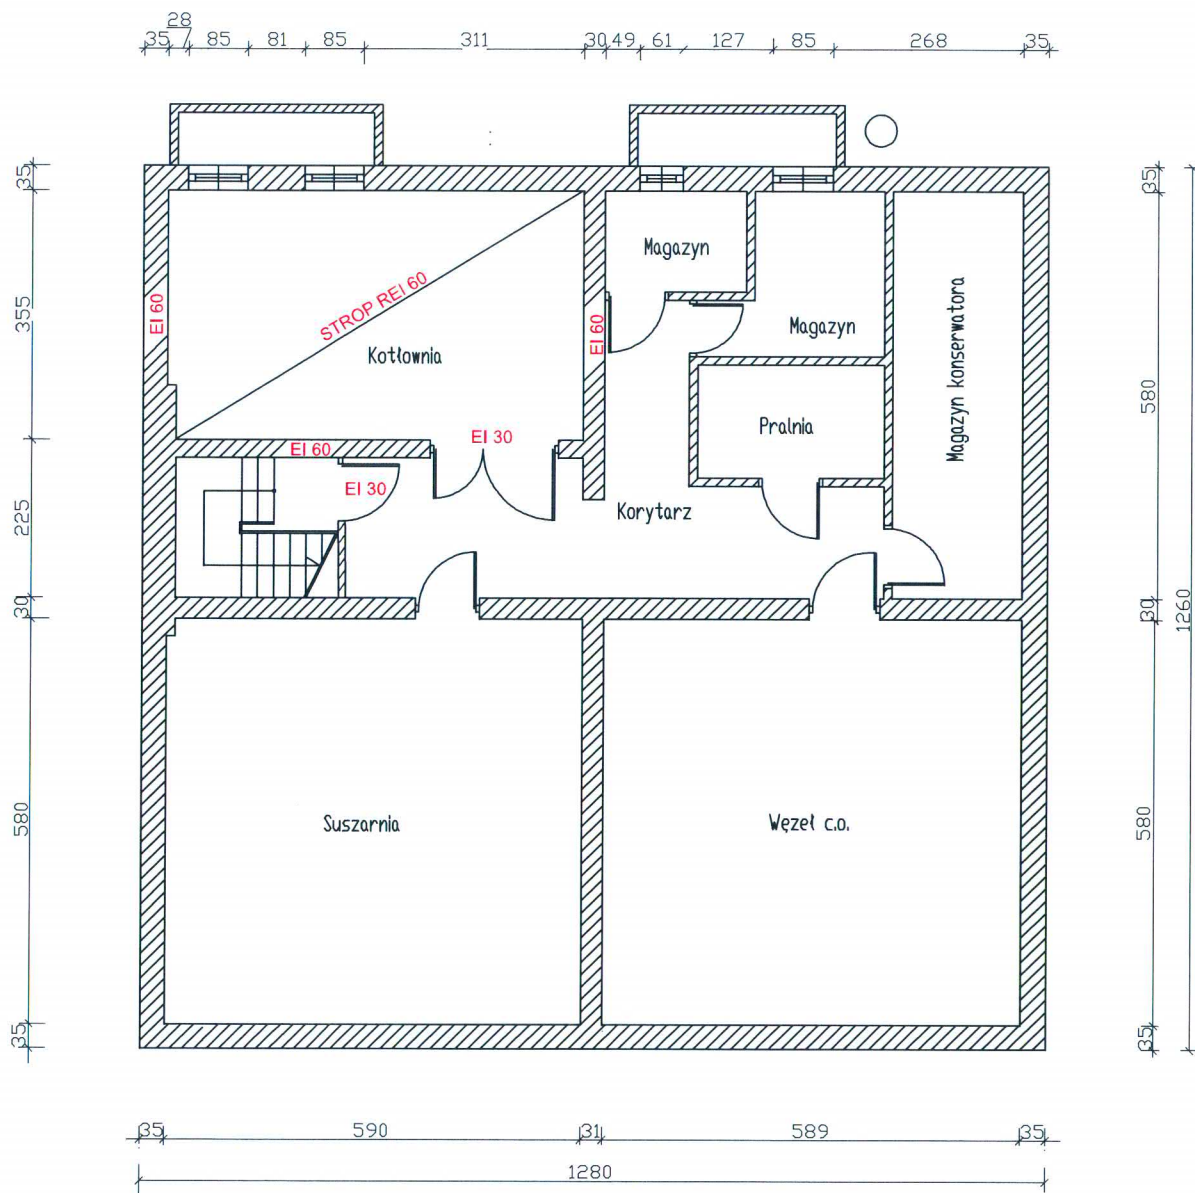 28
35 7 85 81 85 311 30 49 61 127 85 268 35
35
35
Magazyn
Magazyn konserwatora
EI 60
STROP REI 60
EI 60
355
Magazyn
Kotłownia
580
Pralnia
EI 30
EI 60
EI 30
Korytarz
225
30
30
1260
580
Suszarnia
Węzeł c.o.
580
35
35
35 590 31 589 35
1280